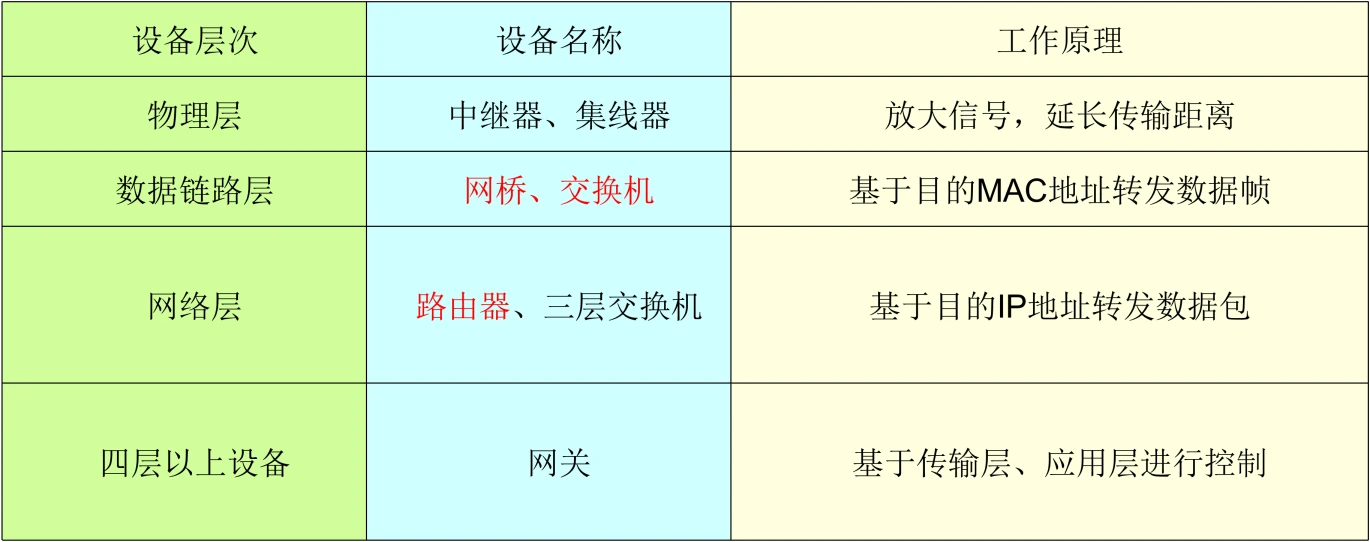 设备层次 设备名称 工作原理
物理层 中继器、集线器 放大信号，延长传输距离
数据链路层 网桥、交换机 基于目的MAC地址转发数据帧
网络层 路由器、三层交换机 基于目的IP地址转发数据包
四层以上设备 网关 基于传输层、应用层进行控制